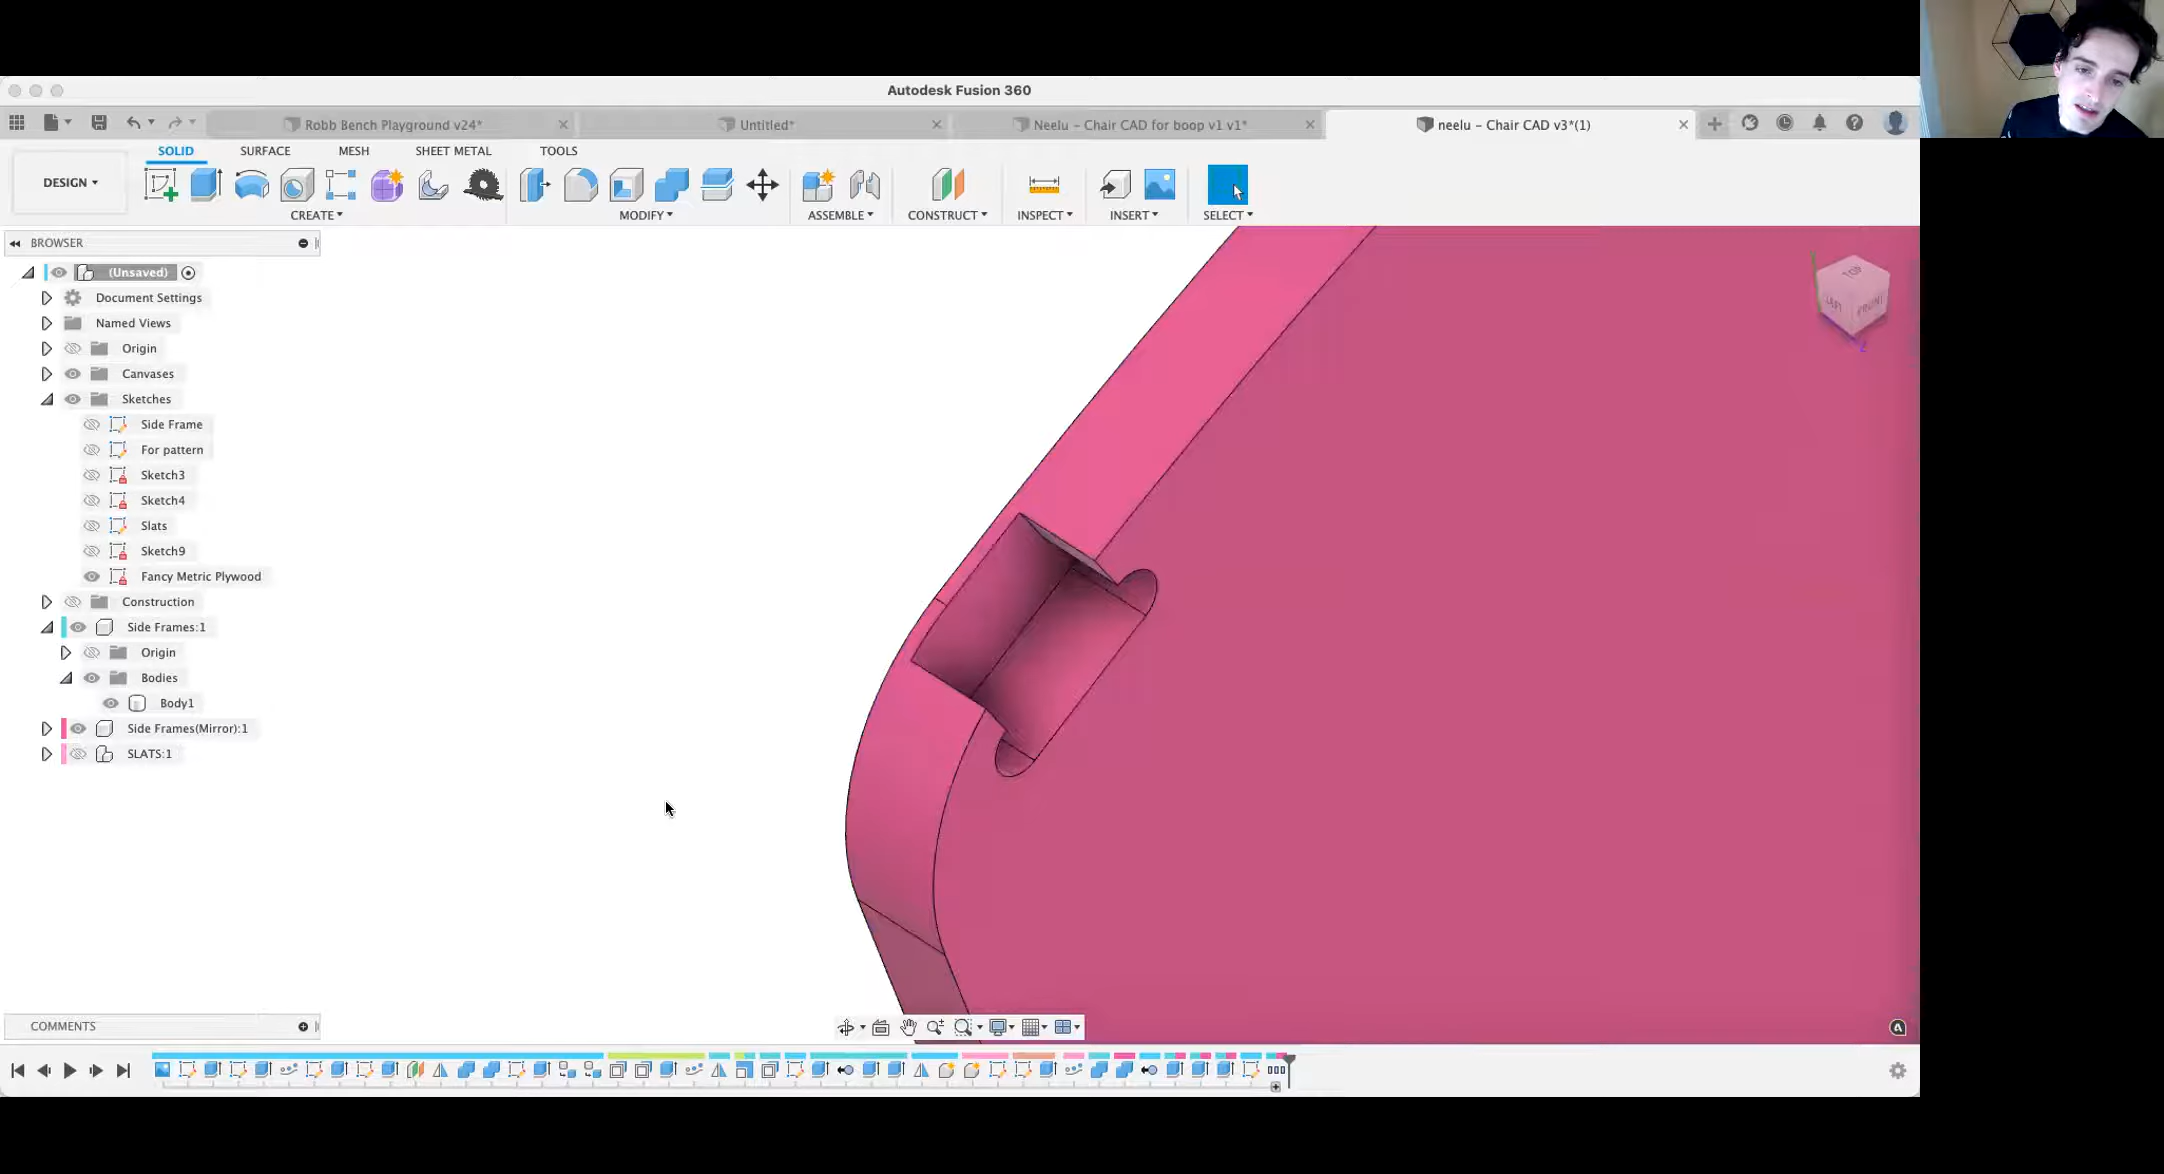 Autodesk Fusion 360
Robb Bench Playground v24*
Untitled*
Neelu - Chair CAD for boop v1 v1*
neelu - Chair CAD v3*(1)
SOLID
SURFACE
MESH
SHEET METAL
TOOLS
DESIGN
CREATE
MODIFY
ASSEMBLE
CONSTRUCT
INSPECT
INSERT
SELECT
BROWSER
(Unsaved)
Document Settings
Named Views
Origin
Canvases
Sketches
Side Frame
For pattern
Sketch3
Sketch4
Slats
Sketch9
Fancy Metric Plywood
Construction
Side Frames:1
Origin
Bodies
Body1
Side Frames(Mirror):1
SLATS:1
TOP
LEFT
FRONT
Z
COMMENTS